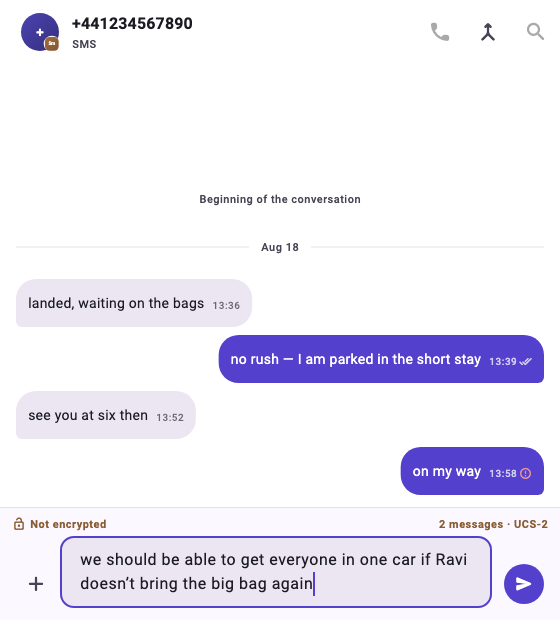 +441234567890
SMS
Beginning of the conversation
Aug 18
landed, waiting on the bags 13:36
no rush — I am parked in the short stay 13:39
see you at six then 13:52
on my way 13:58
Not encrypted
2 messages · UCS-2
we should be able to get everyone in one car if Ravi
doesn’t bring the big bag again